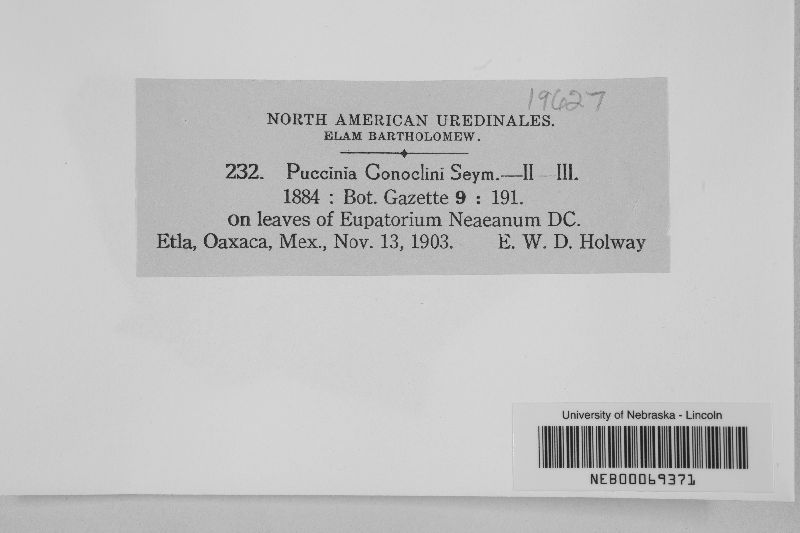 19627
NORTH AMERICAN UREDINALES.
ELAM BARTHOLOMEW.
232. Puccinia Conoclini Seym.—II III.
1884 : Bot. Gazette 9 : 191.
on leaves of Eupatorium Neaeanum DC.
Etla, Oaxaca, Mex., Nov. 13, 1903. E. W. D. Holway
University of Nebraska - Lincoln
NEB00069371